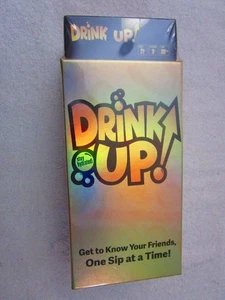 DRINK UP!
DRINK
UP!
Get to Know Your Friends,
One Sip at a Time!